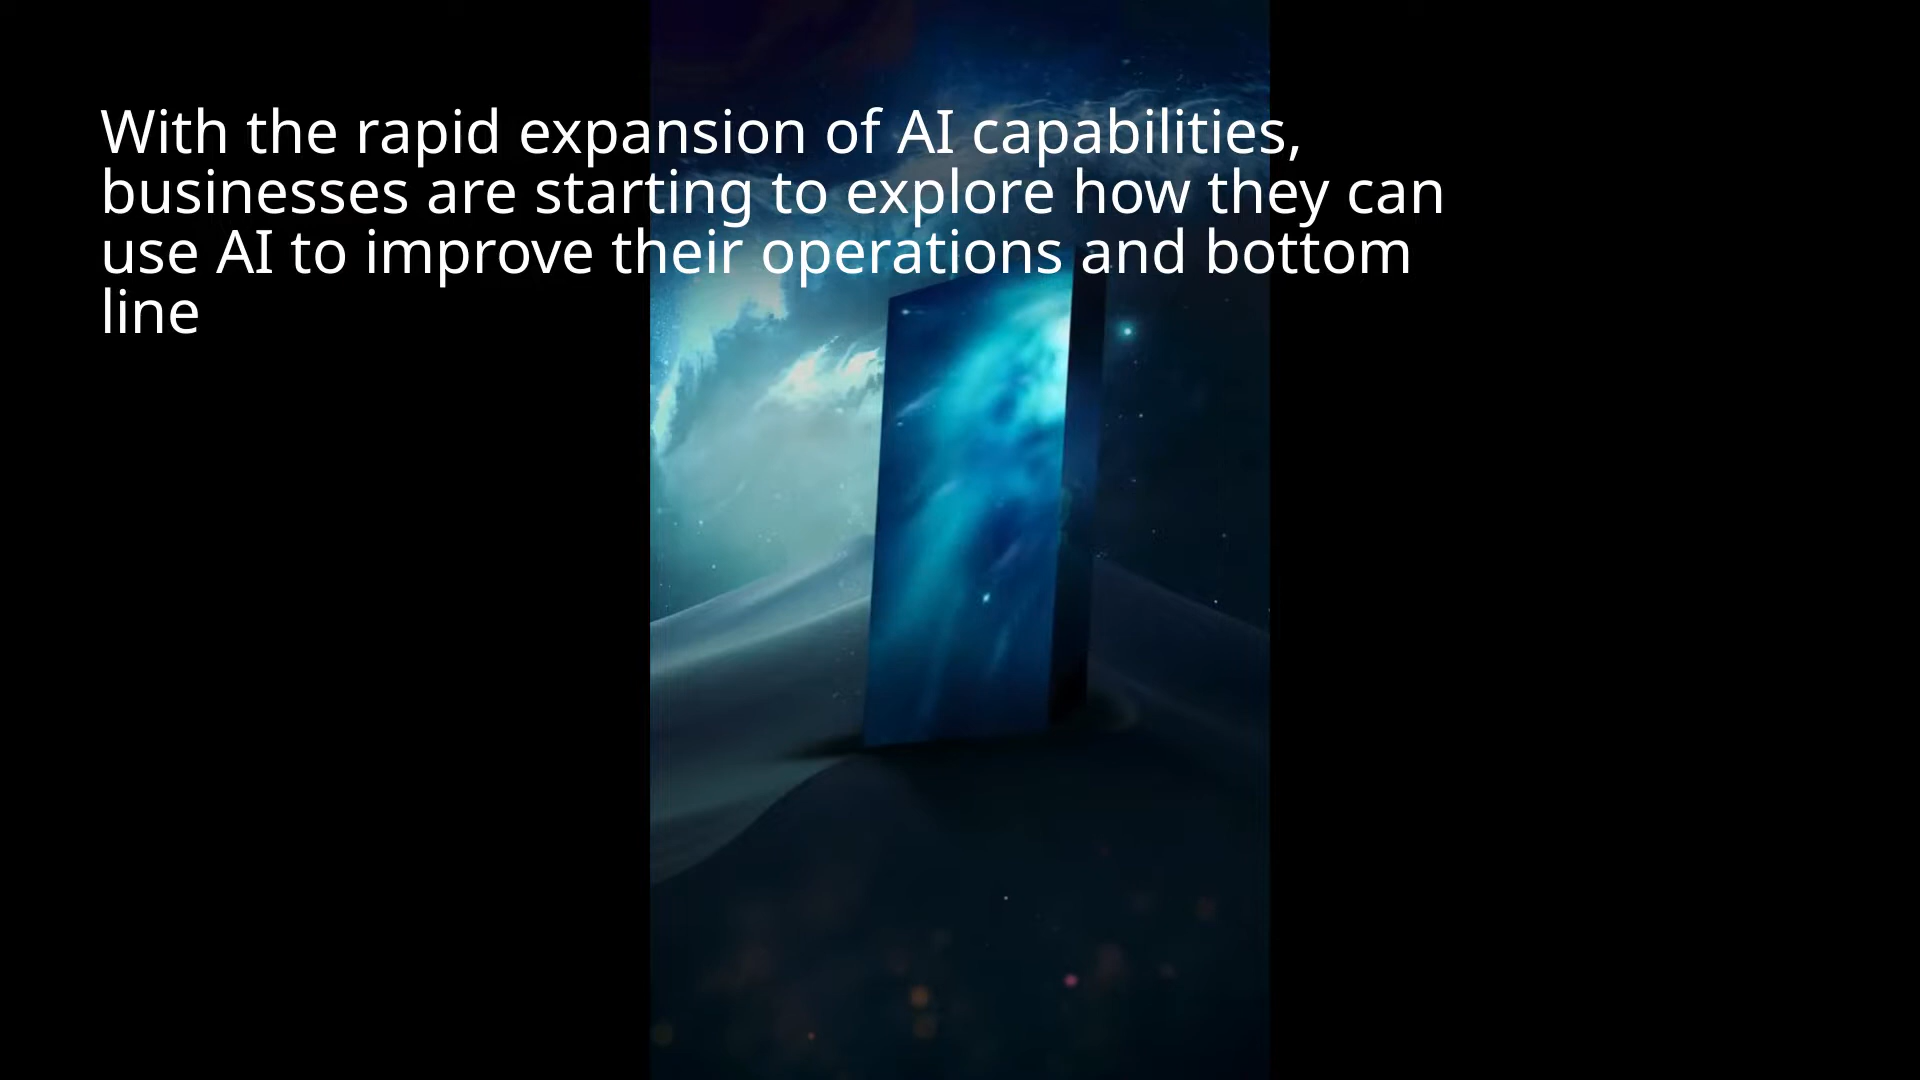 With the rapid expansion of AI capabilities,
businesses are starting to explore how they can
use AI to improve their operations and bottom
line